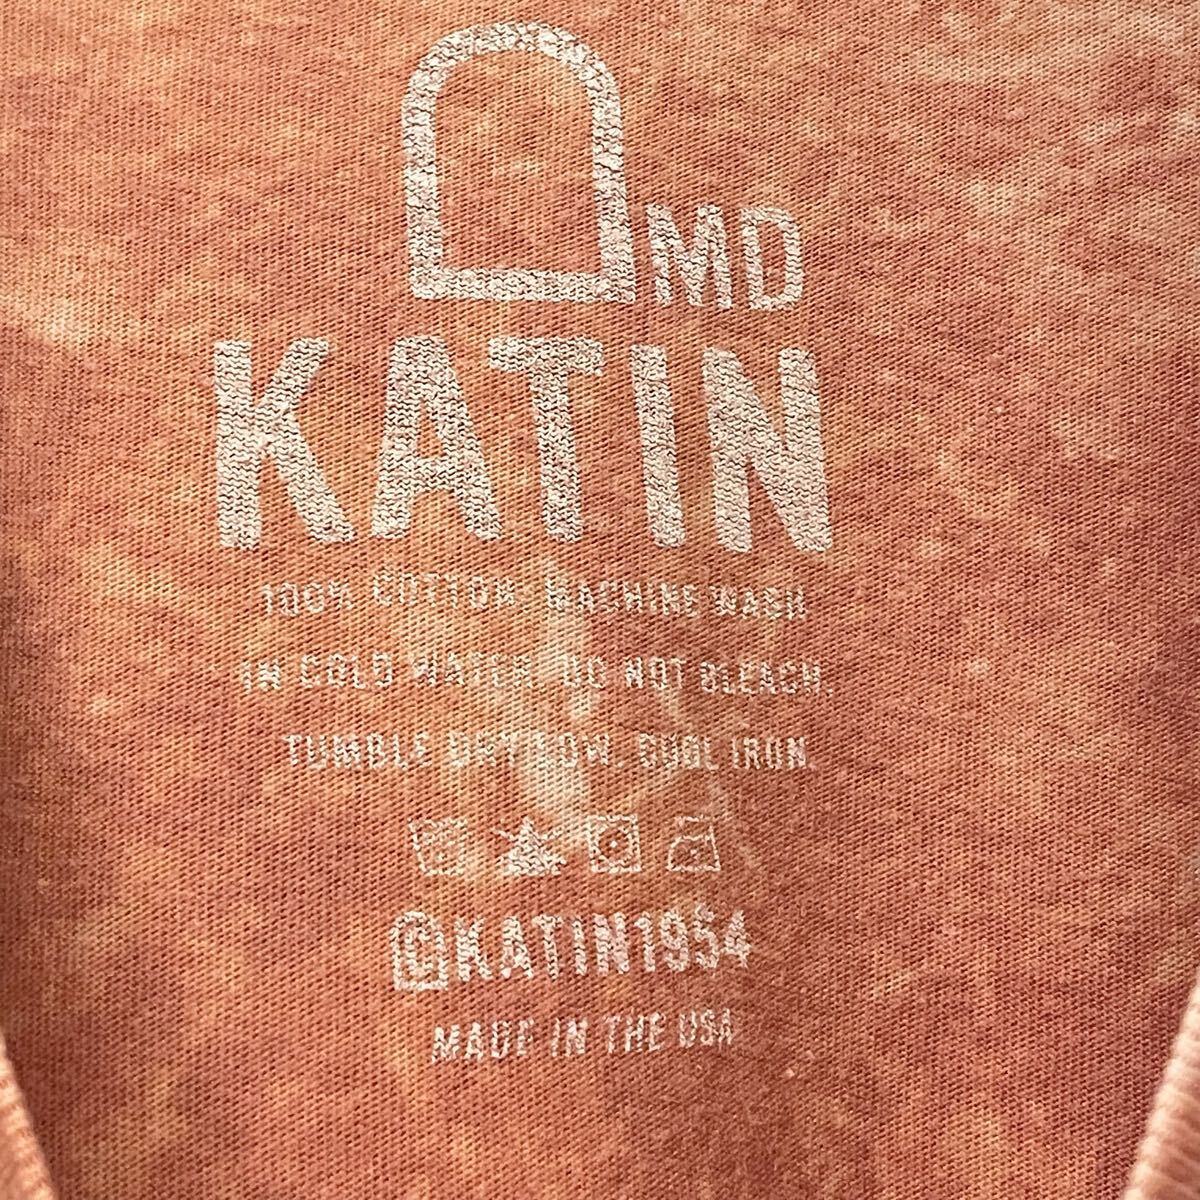 MD
KATIN
100% COTTON. MACHINE WASH
IN COLD WATER. DO NOT BLEACH.
TUMBLE DRY LOW. COOL IRON.
©KATIN1954
MADE IN THE USA